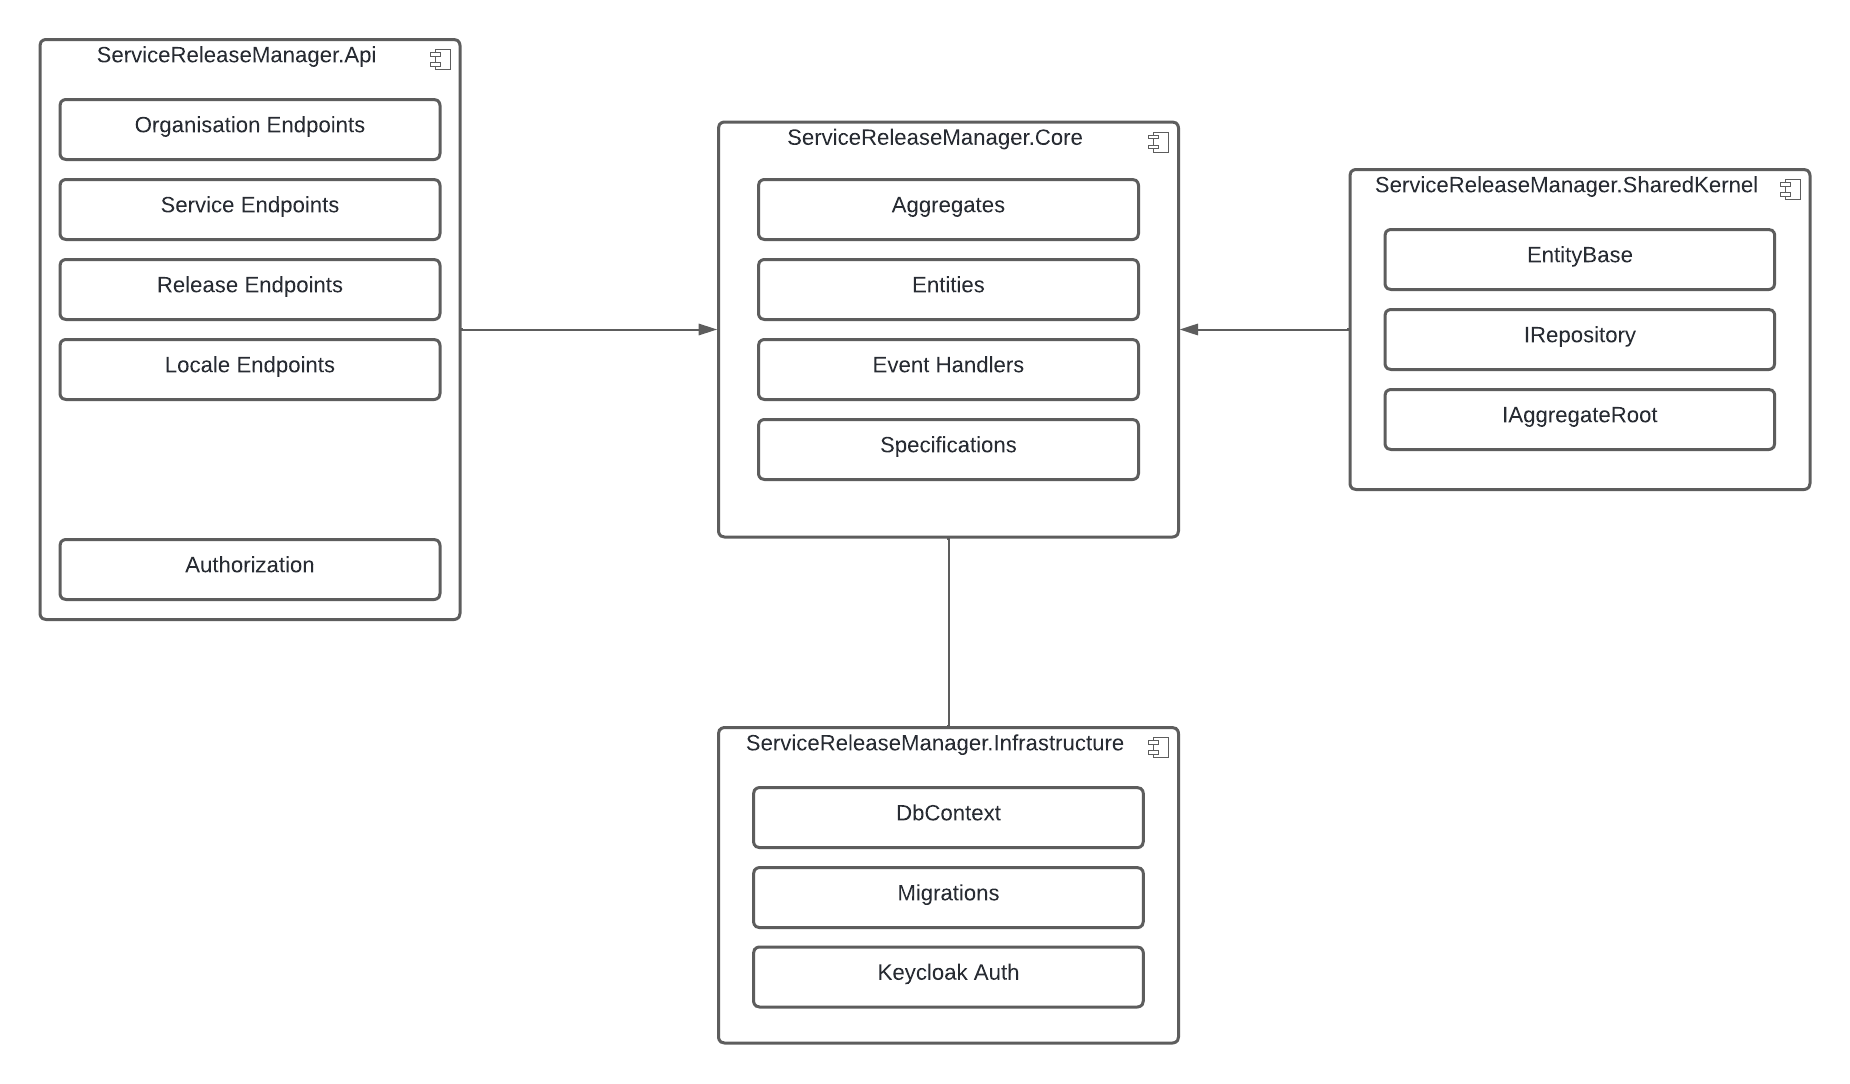 ServiceReleaseManager.Api
Organisation Endpoints
Service Endpoints
Release Endpoints
Locale Endpoints
Authorization
ServiceReleaseManager.Core
Aggregates
Entities
Event Handlers
Specifications
ServiceReleaseManager.SharedKernel
EntityBase
IRepository
IAggregateRoot
ServiceReleaseManager.Infrastructure
DbContext
Migrations
Keycloak Auth